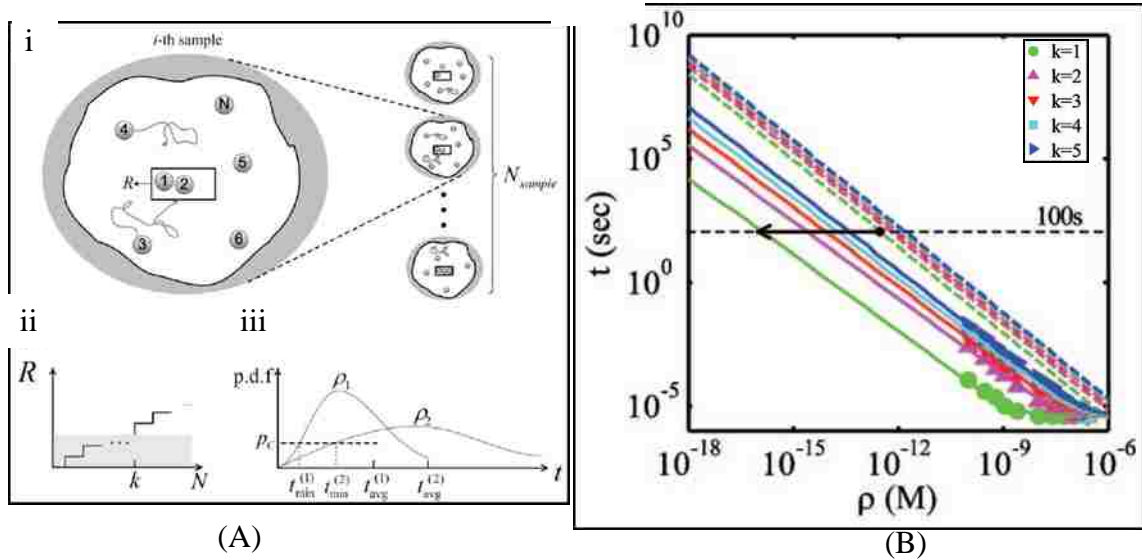 i
i-th sample
N
4
5
R
1
2
3
6
N_sample
ii
iii
R
k
N
p.d.f
ρ₁
ρ₂
p_c
t_min^(1)
t_min^(2)
t_avg^(1)
t_avg^(2)
t
(A)
10^10
10^5
10^0
10^-5
t (sec)
k=1
k=2
k=3
k=4
k=5
100s
10^-18
10^-15
10^-12
10^-9
10^-6
ρ (M)
(B)